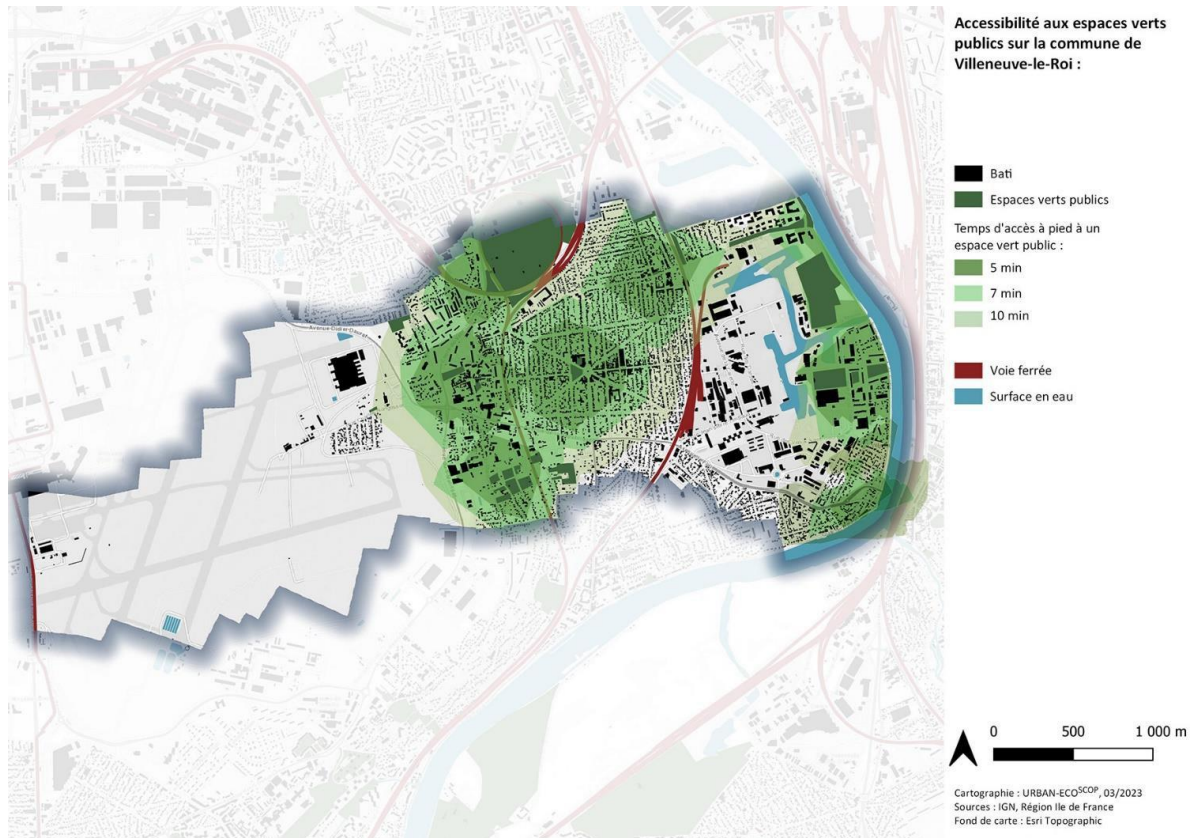 Accessibilité aux espaces verts
publics sur la commune de
Villeneuve-le-Roi :
Bati
Espaces verts publics
Temps d'accès à pied à un
espace vert public :
5 min
7 min
10 min
Voie ferrée
Surface en eau
0 500 1 000 m
Cartographie : URBAN-ECOSCOP, 03/2023
Sources : IGN, Région Ile de France
Fond de carte : Esri Topographic